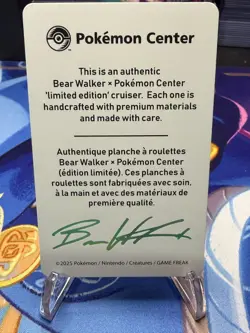 Pokémon Center
This is an authentic
Bear Walker × Pokémon Center
'limited edition' cruiser. Each one is
handcrafted with premium materials
and made with care.
Authentique planche à roulettes
Bear Walker × Pokémon Center
(édition limitée). Ces planches à
roulettes sont fabriquées avec soin,
à la main et avec des matériaux de
première qualité.
©2025 Pokémon / Nintendo / Creatures / GAME FREAK